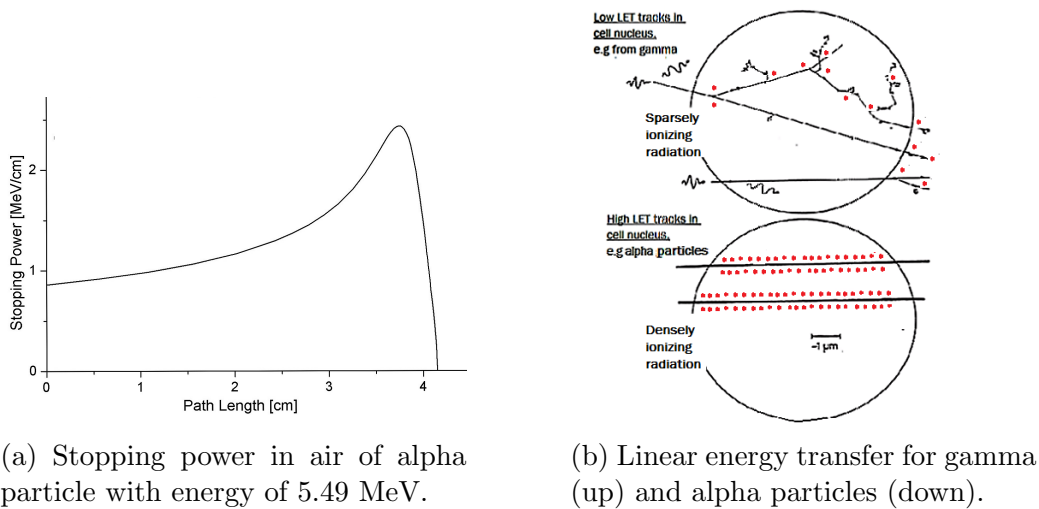 Stopping Power [MeV/cm]
2
1
0
0 1 2 3 4
Path Length [cm]
(a) Stopping power in air of alpha
particle with energy of 5.49 MeV.
Low LET tracks in
cell nucleus,
e.g from gamma
Sparsely
ionizing
radiation
High LET tracks in
cell nucleus,
e.g alpha particles
Densely
ionizing
radiation
~1 µm
(b) Linear energy transfer for gamma
(up) and alpha particles (down).